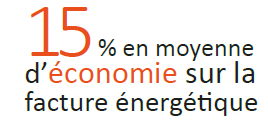 15 % en moyenne
d'économie sur la
facture énergétique